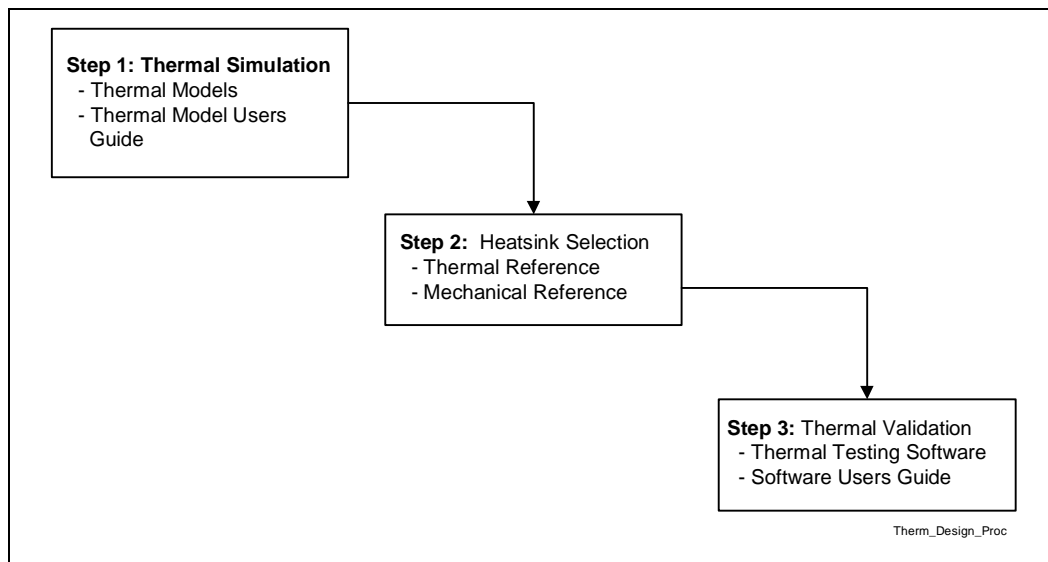 Step 1: Thermal Simulation
- Thermal Models
- Thermal Model Users
Guide
Step 2:  Heatsink Selection
- Thermal Reference
- Mechanical Reference
Step 3: Thermal Validation
- Thermal Testing Software
- Software Users Guide
Therm_Design_Proc